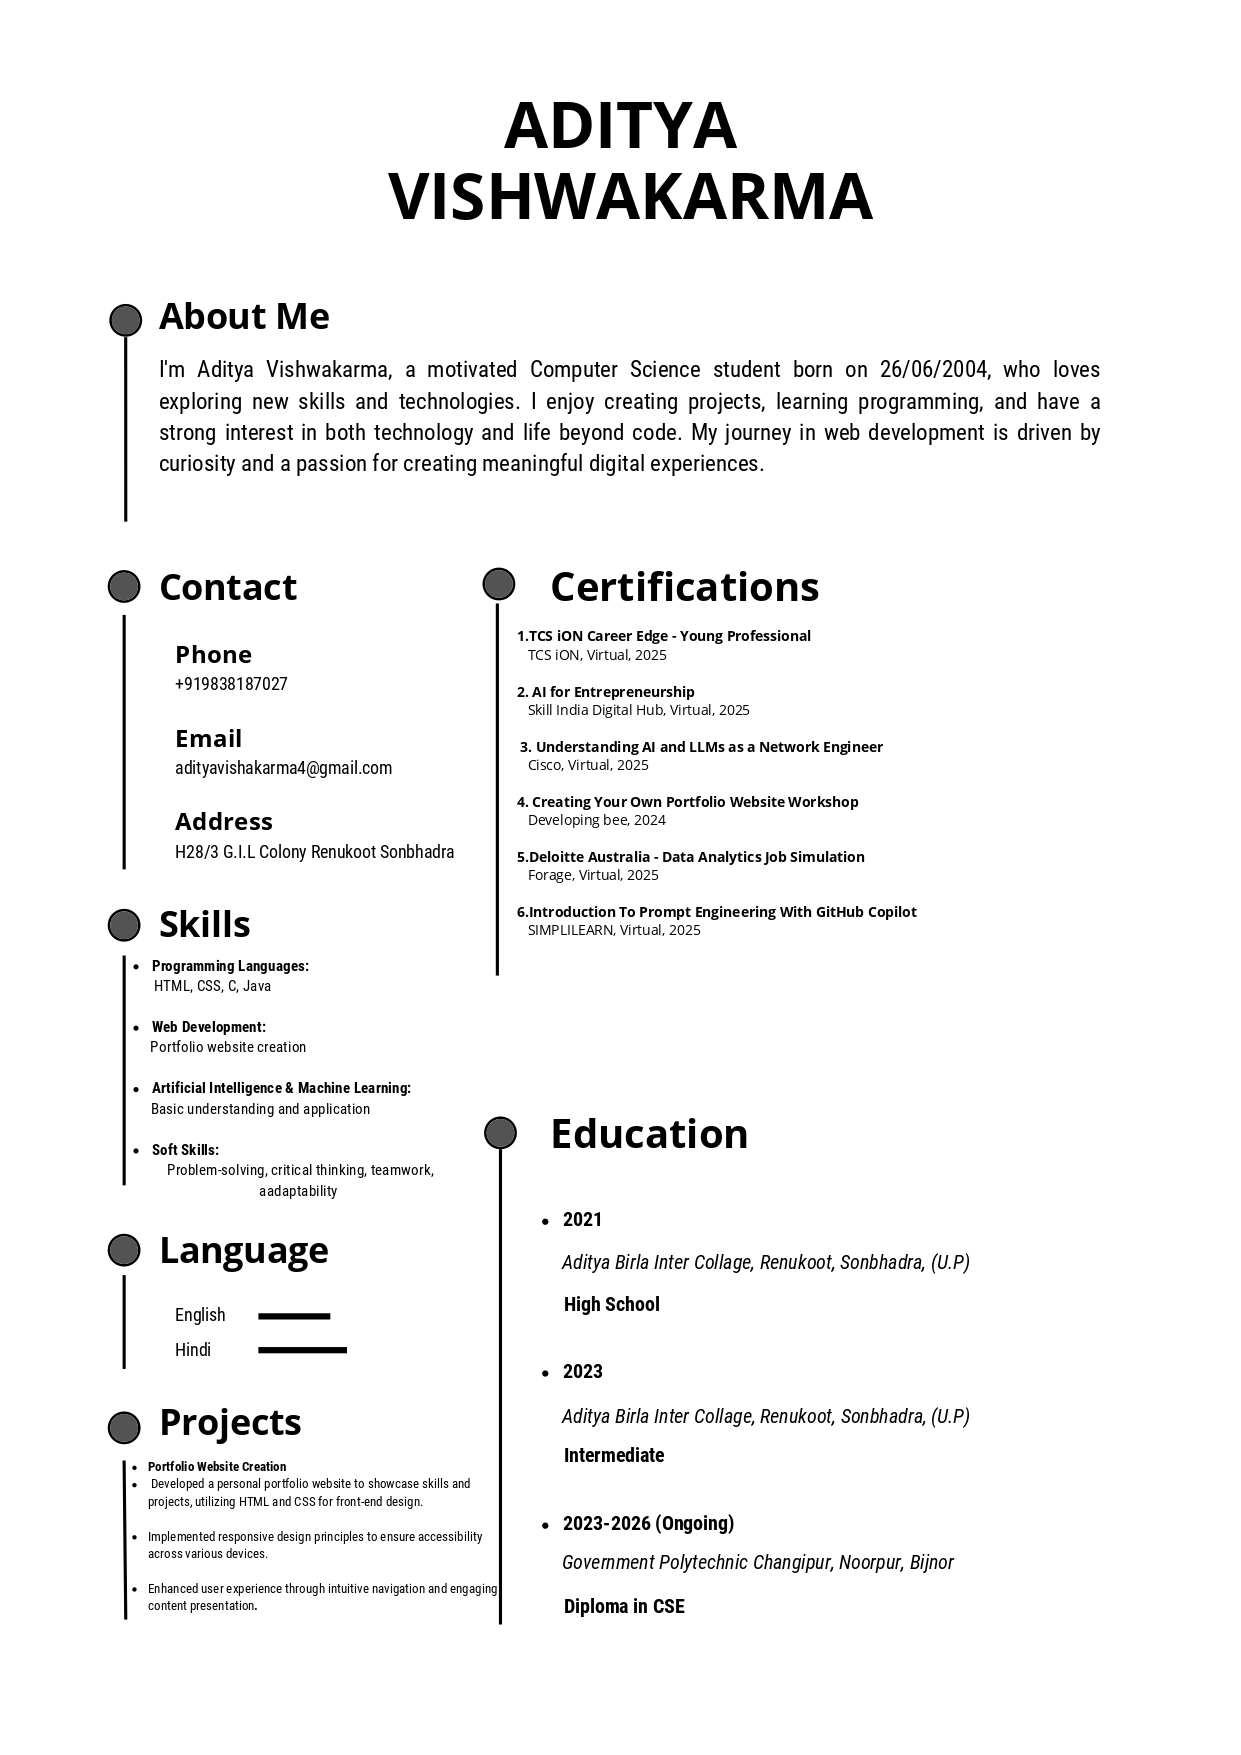 ADITYA
VISHWAKARMA
About Me
I'm Aditya Vishwakarma, a motivated Computer Science student born on 26/06/2004, who loves
exploring new skills and technologies. I enjoy creating projects, learning programming, and have a
strong interest in both technology and life beyond code. My journey in web development is driven by
curiosity and a passion for creating meaningful digital experiences.
Contact
Phone
+919838187027
Email
adityavishakarma4@gmail.com
Address
H28/3 G.I.L Colony Renukoot Sonbhadra
Skills
• Programming Languages:
HTML, CSS, C, Java
• Web Development:
Portfolio website creation
• Artificial Intelligence & Machine Learning:
Basic understanding and application
• Soft Skills:
Problem-solving, critical thinking, teamwork,
aadaptability
Language
English
Hindi
Projects
• Portfolio Website Creation
• Developed a personal portfolio website to showcase skills and
projects, utilizing HTML and CSS for front-end design.
• Implemented responsive design principles to ensure accessibility
across various devices.
• Enhanced user experience through intuitive navigation and engaging
content presentation.
Certifications
1.TCS iON Career Edge - Young Professional
TCS iON, Virtual, 2025
2. AI for Entrepreneurship
Skill India Digital Hub, Virtual, 2025
3. Understanding AI and LLMs as a Network Engineer
Cisco, Virtual, 2025
4. Creating Your Own Portfolio Website Workshop
Developing bee, 2024
5.Deloitte Australia - Data Analytics Job Simulation
Forage, Virtual, 2025
6.Introduction To Prompt Engineering With GitHub Copilot
SIMPLILEARN, Virtual, 2025
Education
• 2021
Aditya Birla Inter Collage, Renukoot, Sonbhadra, (U.P)
High School
• 2023
Aditya Birla Inter Collage, Renukoot, Sonbhadra, (U.P)
Intermediate
• 2023-2026 (Ongoing)
Government Polytechnic Changipur, Noorpur, Bijnor
Diploma in CSE